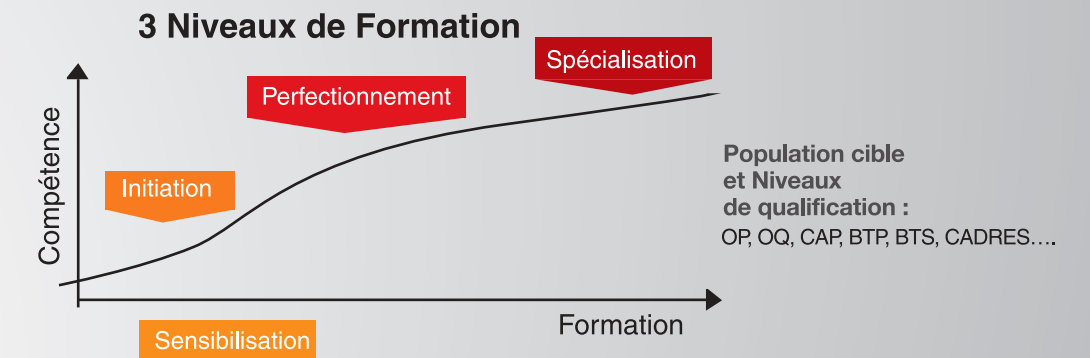 3 Niveaux de Formation
Spécialisation
Perfectionnement
Initiation
Compétence
Population cible
et Niveaux
de qualification :
OP, OQ, CAP, BTP, BTS, CADRES....
Formation
Sensibilisation